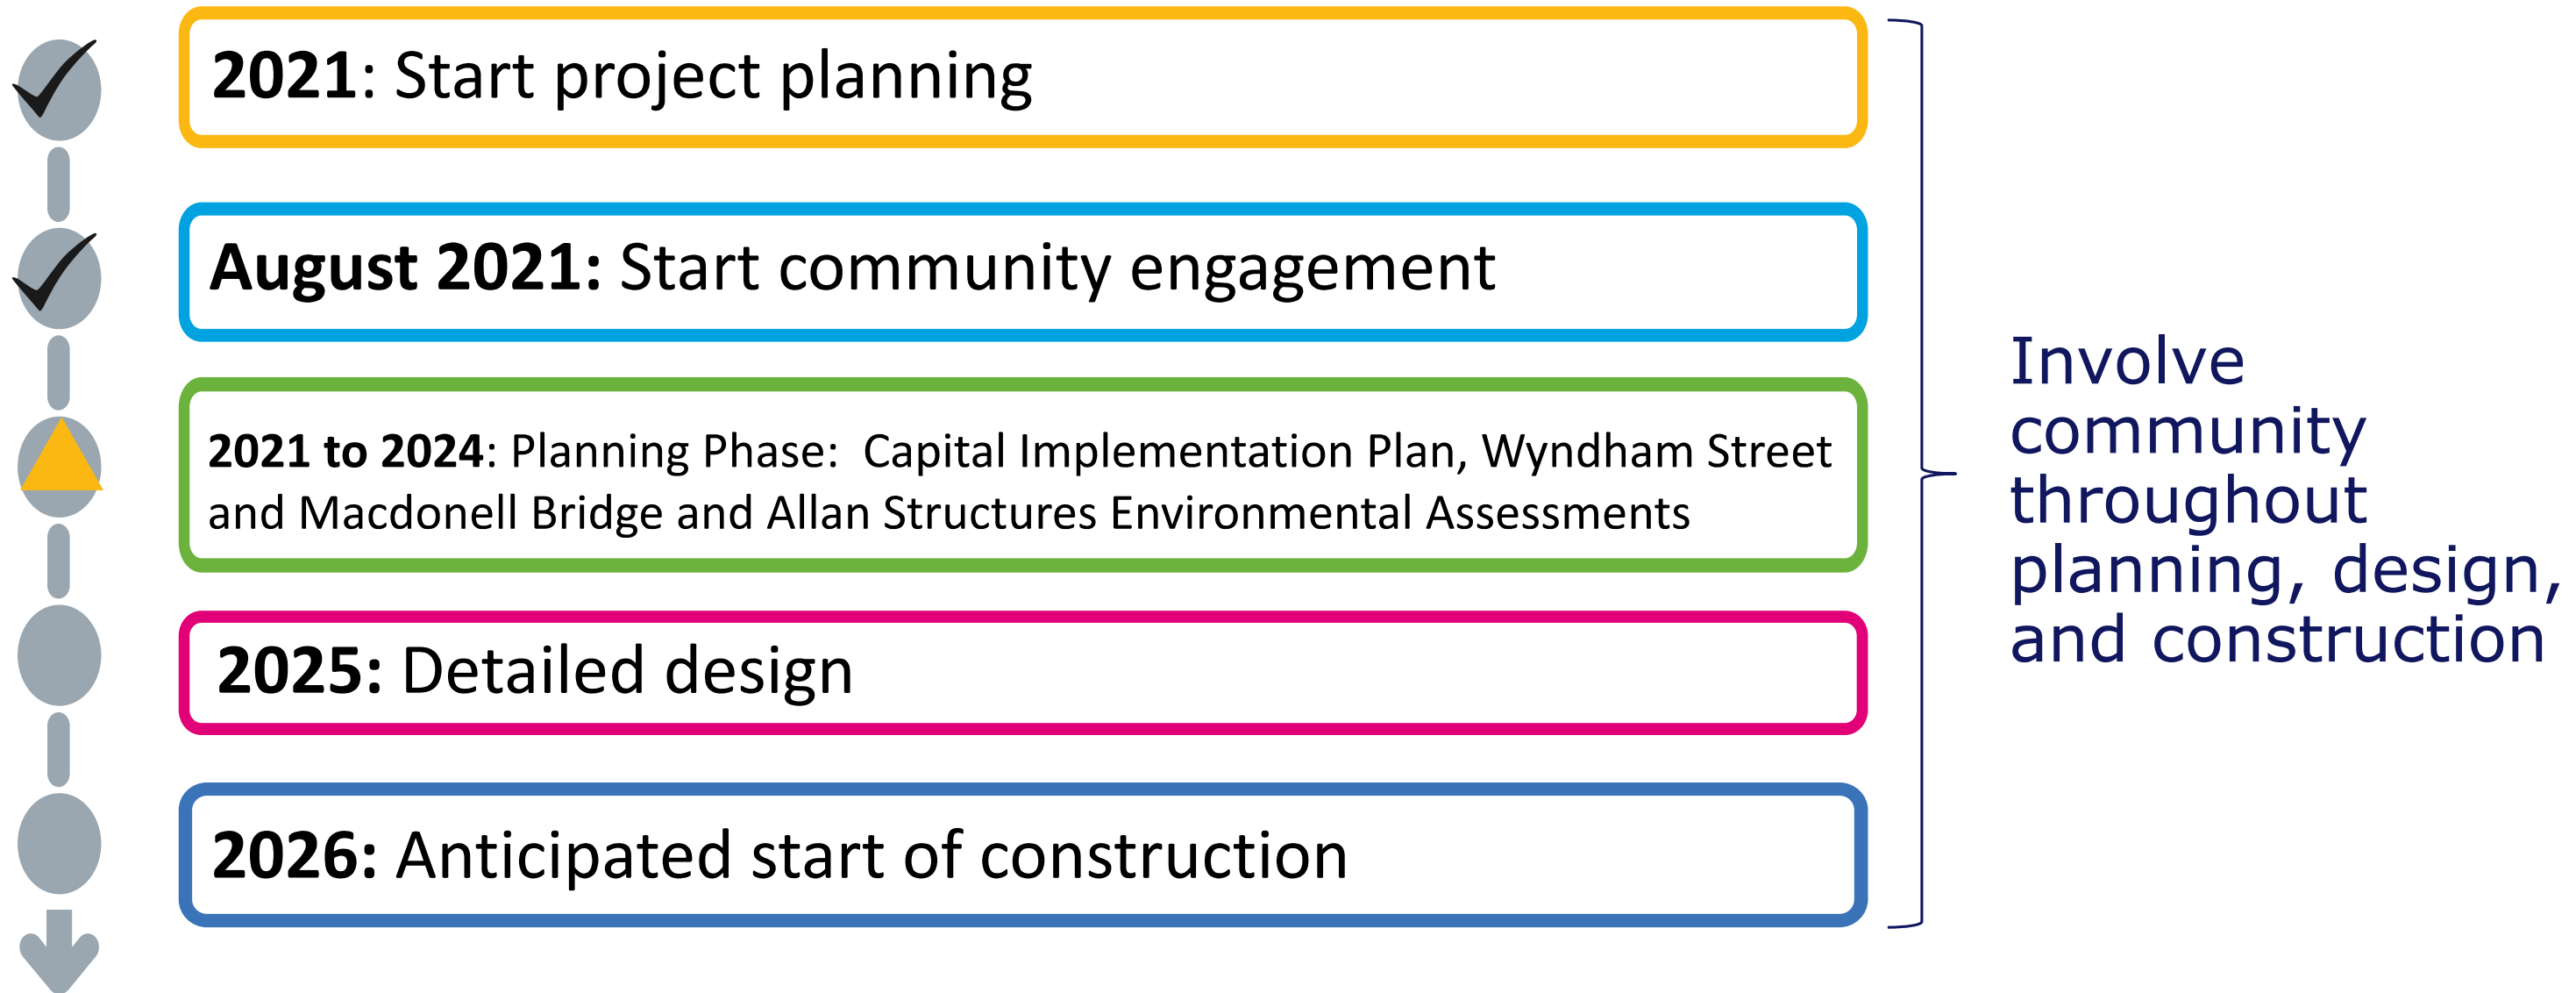 2021: Start project planning
August 2021: Start community engagement
2021 to 2024: Planning Phase:  Capital Implementation Plan, Wyndham Street
and Macdonell Bridge and Allan Structures Environmental Assessments
2025: Detailed design
2026: Anticipated start of construction
Involve
community
throughout
planning, design,
and construction